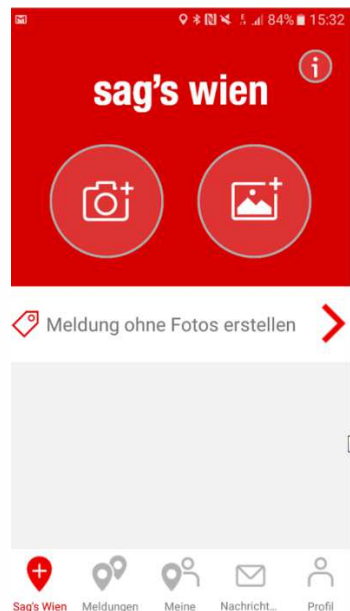 84% 15:32
sag's wien
i
Meldung ohne Fotos erstellen
Sag's Wien Meldungen Meine Nachricht... Profil